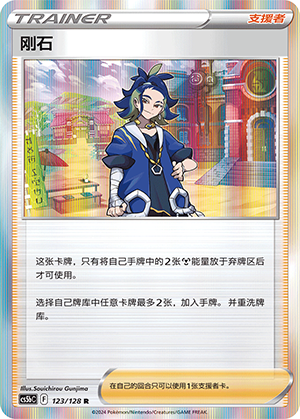 TRAINER 支援者
刚石
这张卡牌，只有将自己手牌中的2张
能量放于弃牌区后
才可使用。
选择自己牌库中任意卡牌最多2张，加入手牌。 并重洗牌
库。
Illus.Souichirou Gunjima
在自己的回合只可以使用1张支援者卡。
cs5bC F 123/128 R
©2024 Pokémon/Nintendo/Creatures/GAME FREAK